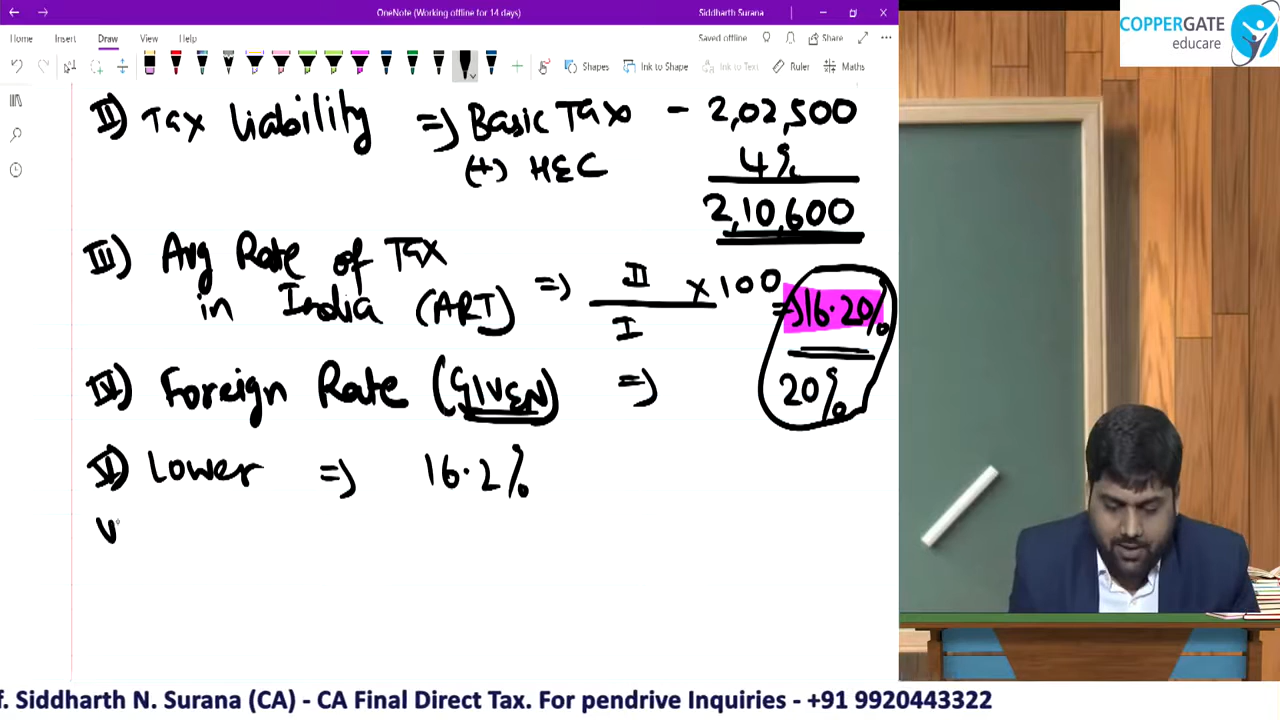 OneNote (Working offline for 14 days)
Siddharth Surana
COPPERGATE
educare
Home Insert Draw View Help
Saved offline
Share
Shapes
Ink to Shape
Ink to Text
Ruler
Maths
II) Tax liability => Basic Tax - 2,02,500
(+) HEC 4%
2,10,600
III) Avg Rate of Tax
in India (ART) => II / I × 100 => 16.20%
IV) Foreign Rate (GIVEN) => 20%
V) Lower => 16.2%
V
f. Siddharth N. Surana (CA) - CA Final Direct Tax. For pendrive Inquiries - +91 9920443322